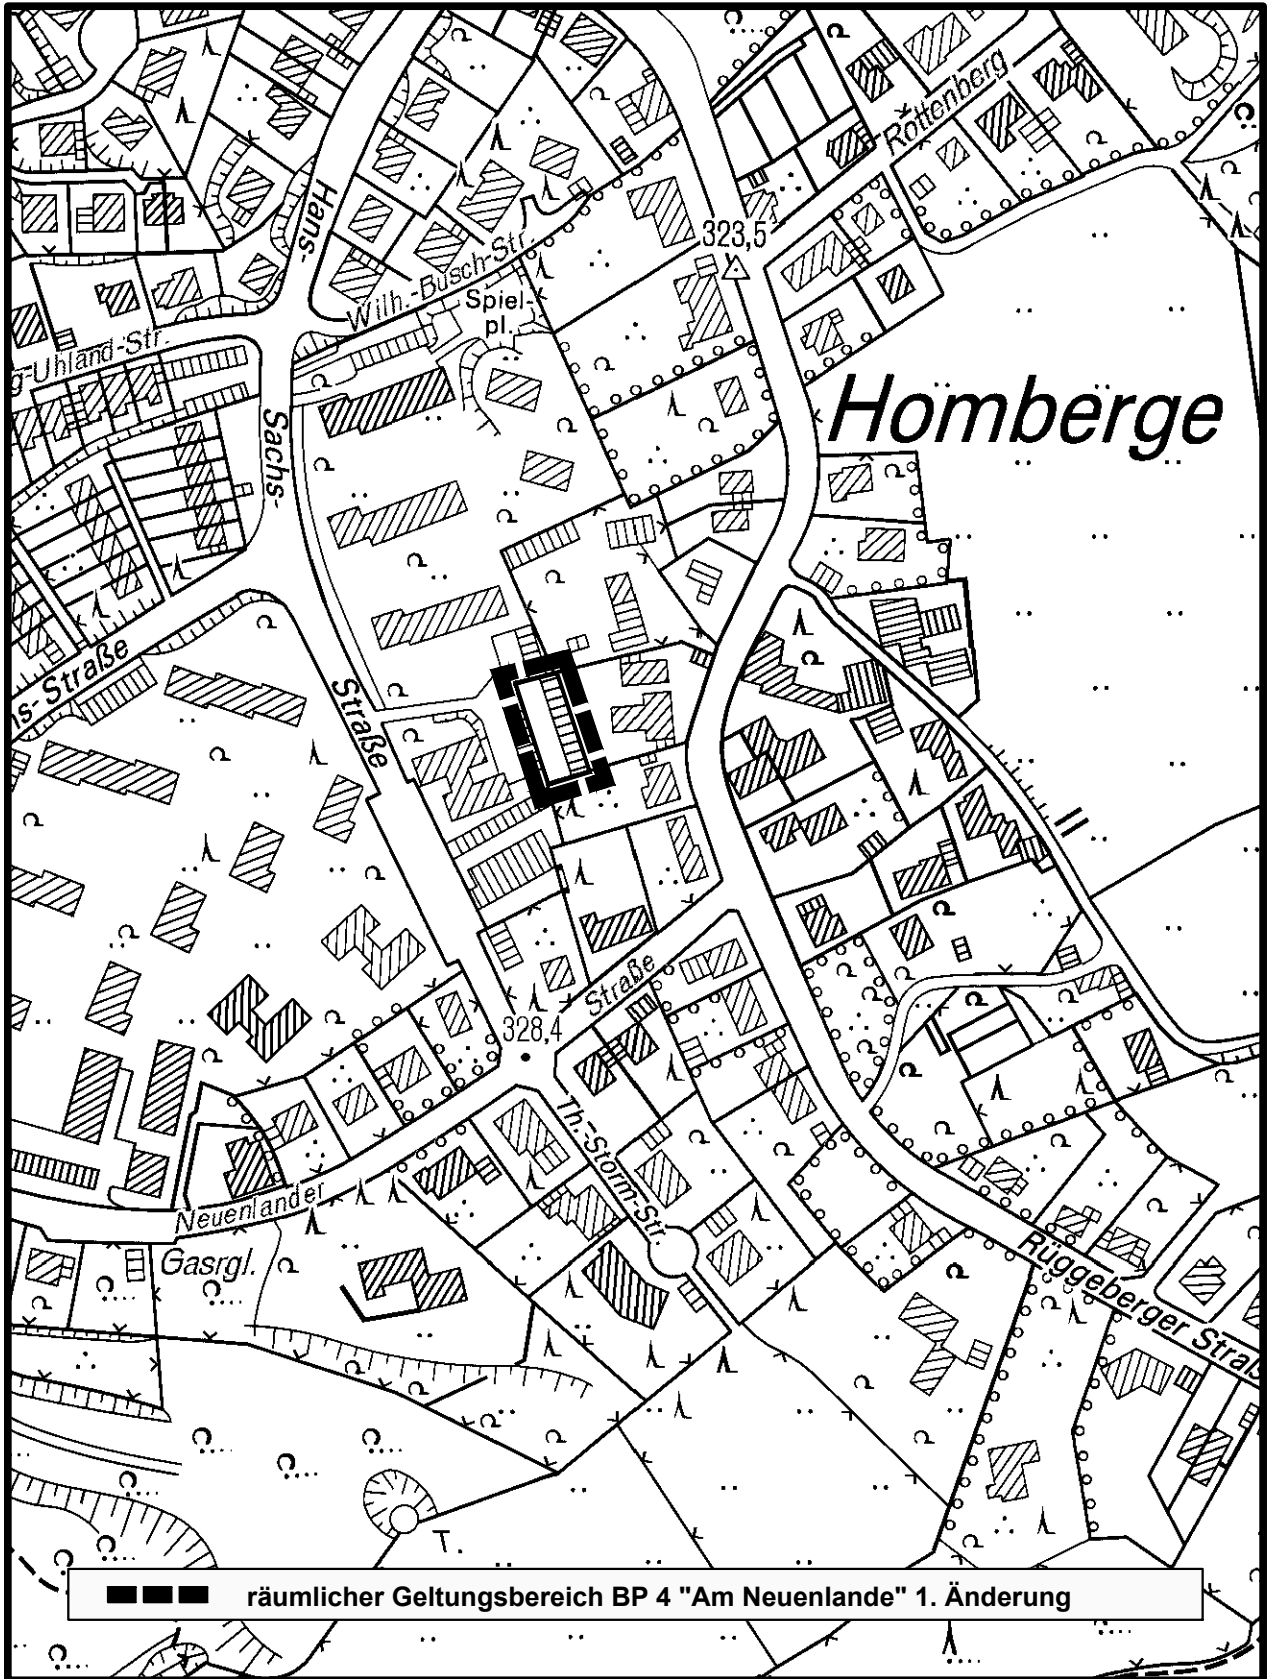 Rottenberg
Hans-
323,5
Wilh.-Busch-Str.
Spiel-
pl.
g-Uhland-Str.
Homberge
Sachs-
s-Straße
Straße
Straße
328,4
Th.-Storm-Str.
Neuenlander
Gasrgl.
Rüggeberger Straß
T.
räumlicher Geltungsbereich BP 4 "Am Neuenlande" 1. Änderung